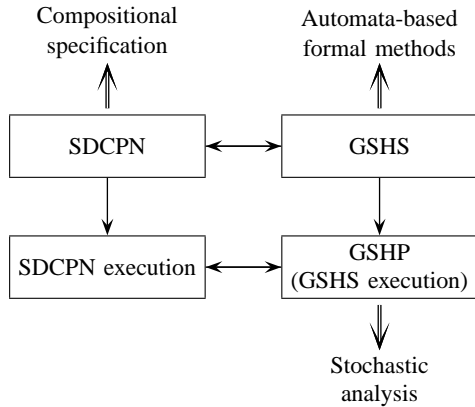 Compositional
specification
Automata-based
formal methods
SDCPN
GSHS
SDCPN execution
GSHP
(GSHS execution)
Stochastic
analysis